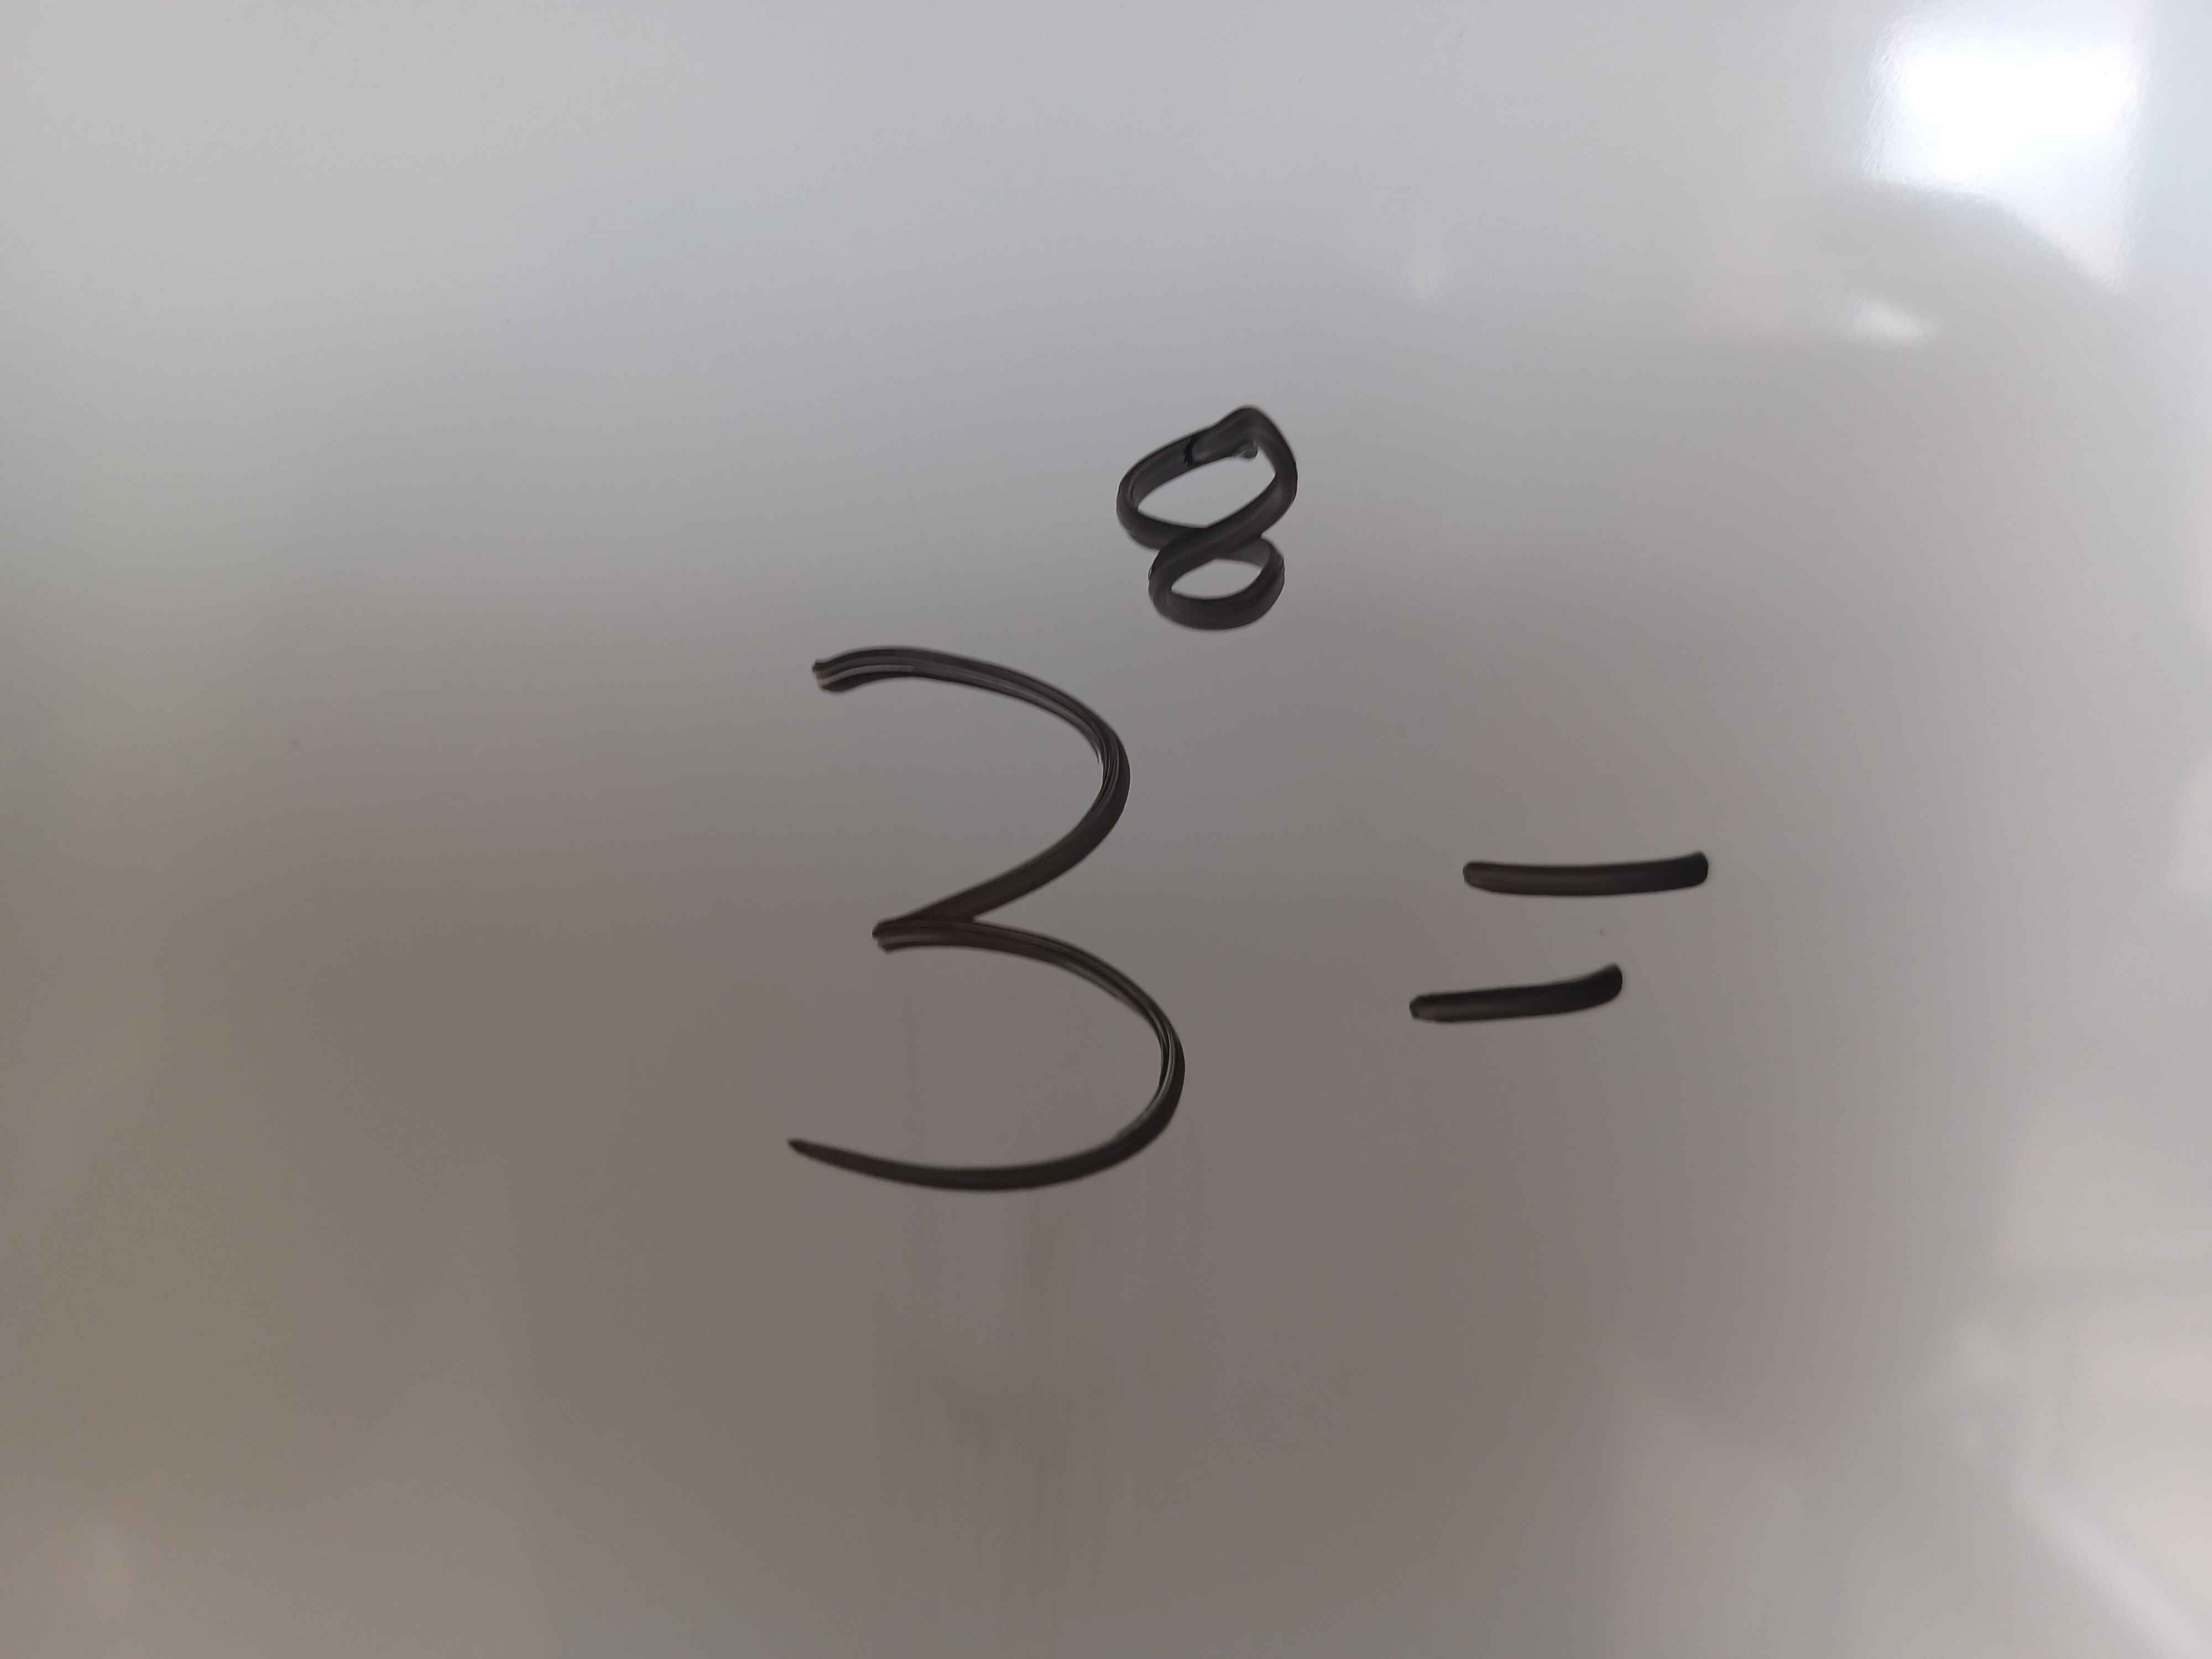 3⁸ =